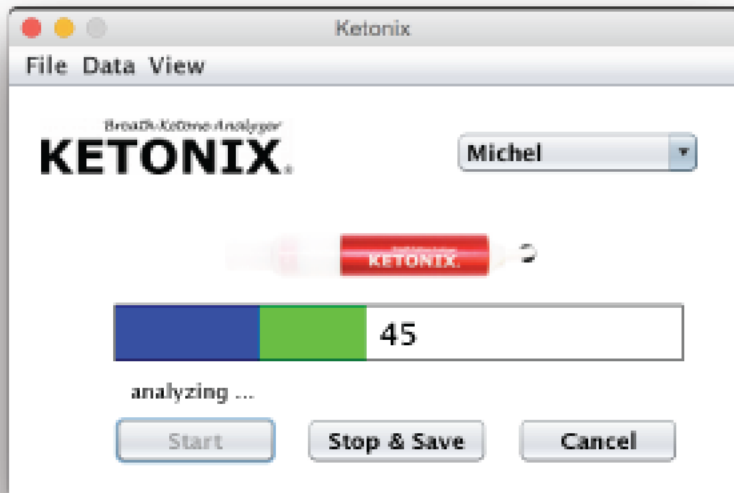 Ketonix
File Data View
Breath Ketone Analyzer
KETONIX®
Michel
KETONIX.
45
analyzing ...
Start Stop & Save Cancel